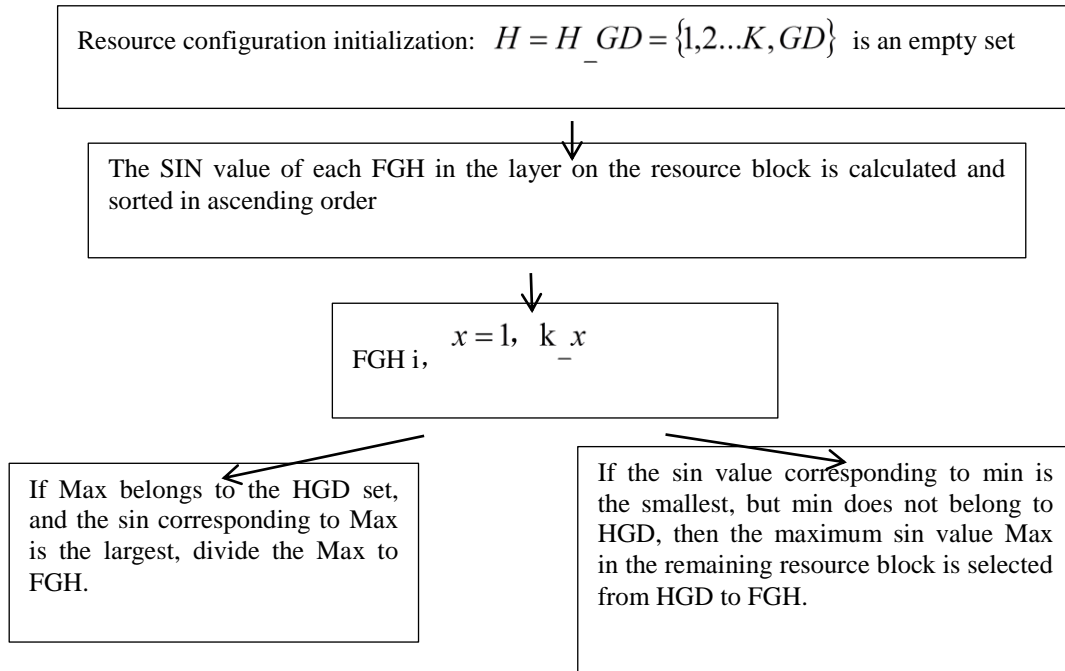 Resource configuration initialization: H = H_GD = {1,2...K, GD} is an empty set
The SIN value of each FGH in the layer on the resource block is calculated and
sorted in ascending order
FGH i, x = 1, k_x
If Max belongs to the HGD set,
and the sin corresponding to Max
is the largest, divide the Max to
FGH.
If the sin value corresponding to min is
the smallest, but min does not belong to
HGD, then the maximum sin value Max
in the remaining resource block is selected
from HGD to FGH.